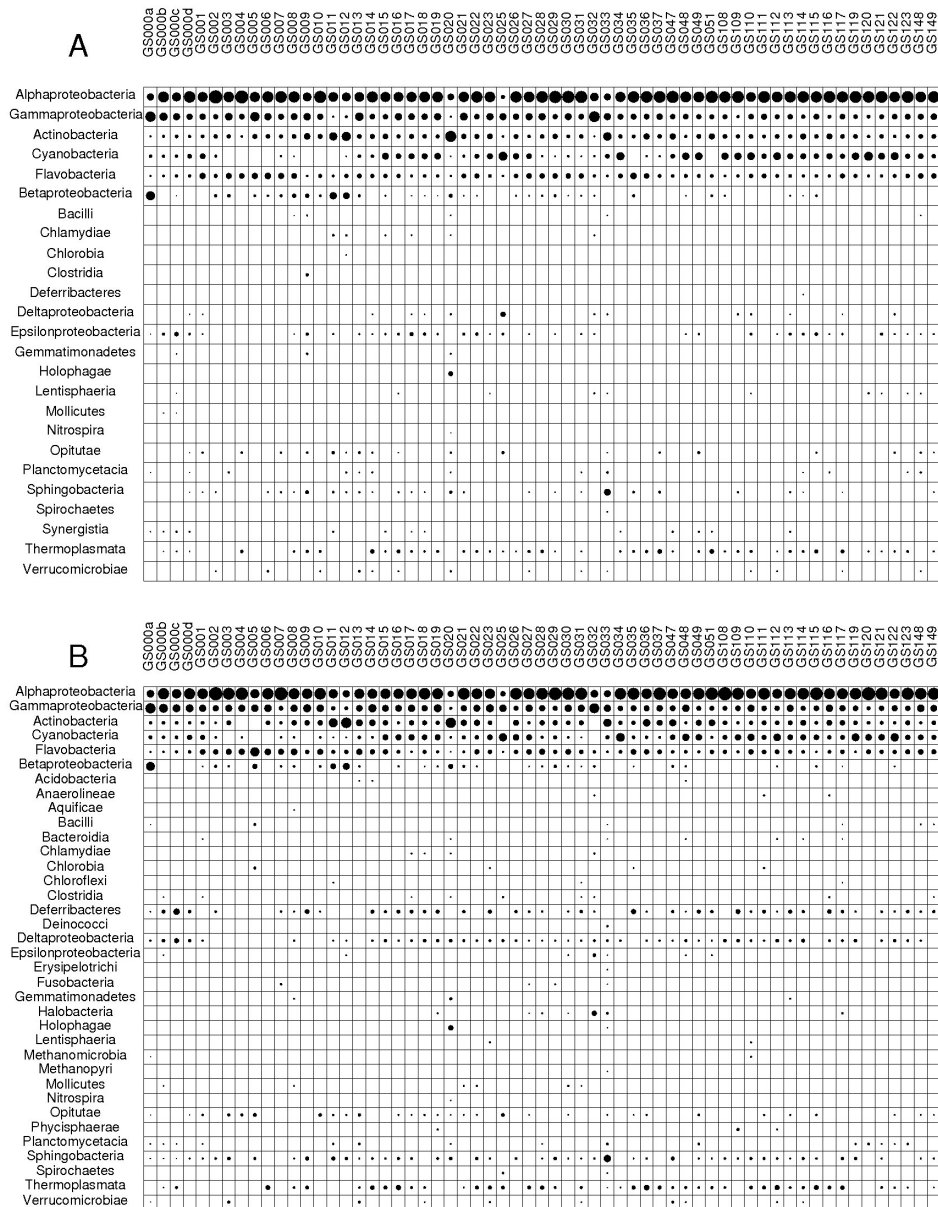 A
GS000a GS000b GS000c GS000d GS001 GS002 GS003 GS004 GS005 GS006 GS007 GS008 GS009 GS010 GS011 GS012 GS013 GS014 GS015 GS016 GS017 GS018 GS019 GS020 GS021 GS022 GS023 GS025 GS026 GS027 GS028 GS029 GS030 GS031 GS032 GS033 GS034 GS035 GS036 GS037 GS047 GS048 GS049 GS051 GS108 GS109 GS110 GS111 GS112 GS113 GS114 GS115 GS116 GS119 GS120 GS121 GS122 GS123 GS148 GS149
Alphaproteobacteria
Gammaproteobacteria
Actinobacteria
Cyanobacteria
Flavobacteria
Betaproteobacteria
Bacilli
Chlamydiae
Chlorobia
Clostridia
Deferribacteres
Deltaproteobacteria
Epsilonproteobacteria
Gemmatimonadetes
Holophagae
Lentisphaeria
Mollicutes
Nitrospira
Opitutae
Planctomycetacia
Sphingobacteria
Spirochaetes
Synergistia
Thermoplasmata
Verrucomicrobiae
B
GS000a GS000b GS000c GS000d GS001 GS002 GS003 GS004 GS005 GS006 GS007 GS008 GS009 GS010 GS011 GS012 GS013 GS014 GS015 GS016 GS017 GS018 GS019 GS020 GS021 GS022 GS023 GS025 GS026 GS027 GS028 GS029 GS030 GS031 GS032 GS033 GS034 GS035 GS036 GS037 GS047 GS048 GS049 GS051 GS108 GS109 GS110 GS111 GS112 GS113 GS114 GS115 GS116 GS119 GS120 GS121 GS122 GS123 GS148 GS149
Alphaproteobacteria
Gammaproteobacteria
Actinobacteria
Cyanobacteria
Flavobacteria
Betaproteobacteria
Acidobacteria
Anaerolineae
Aquificae
Bacilli
Bacteroidia
Chlamydiae
Chlorobia
Chloroflexi
Clostridia
Deferribacteres
Deinococci
Deltaproteobacteria
Epsilonproteobacteria
Erysipelotrichi
Fusobacteria
Gemmatimonadetes
Halobacteria
Holophagae
Lentisphaeria
Methanomicrobia
Methanopyri
Mollicutes
Nitrospira
Opitutae
Phycisphaerae
Planctomycetacia
Sphingobacteria
Spirochaetes
Thermoplasmata
Verrucomicrobiae